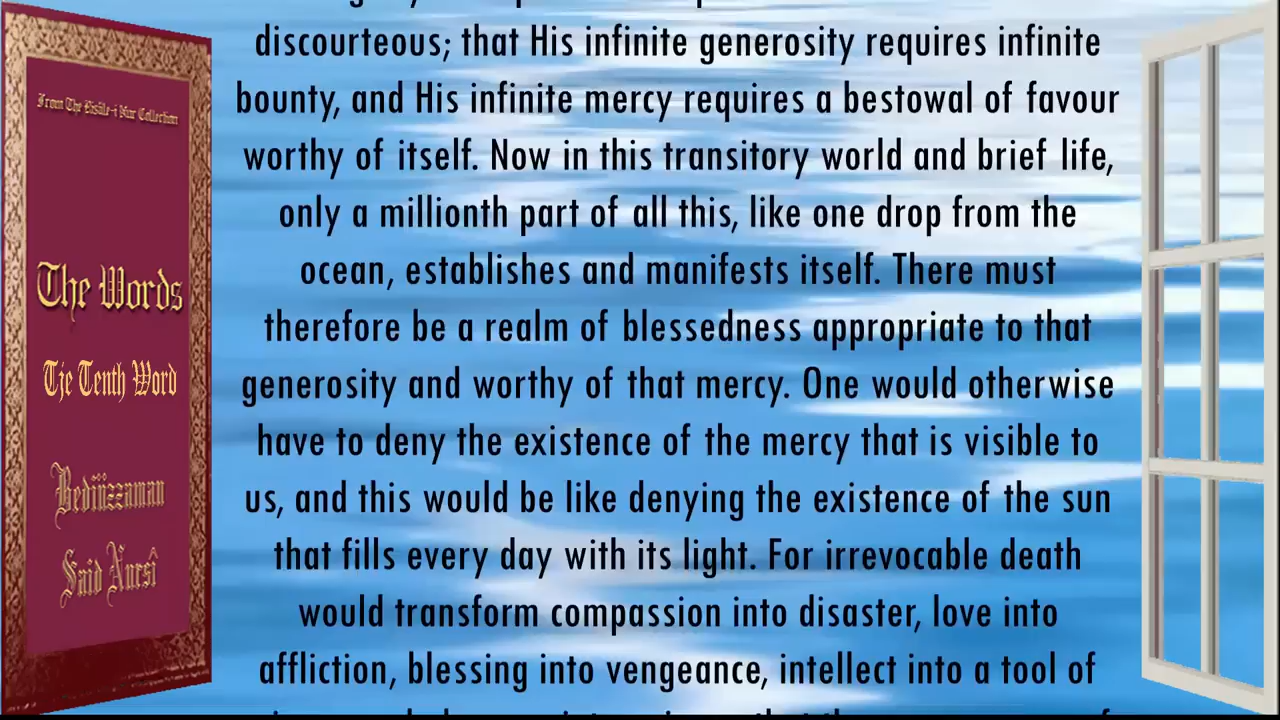 From The Risale-i Nur Collection
The Words
Tje Tenth Word
Bediüzzaman
Said Nursî
discourteous; that His infinite generosity requires infinite
bounty, and His infinite mercy requires a bestowal of favour
worthy of itself. Now in this transitory world and brief life,
only a millionth part of all this, like one drop from the
ocean, establishes and manifests itself. There must
therefore be a realm of blessedness appropriate to that
generosity and worthy of that mercy. One would otherwise
have to deny the existence of the mercy that is visible to
us, and this would be like denying the existence of the sun
that fills every day with its light. For irrevocable death
would transform compassion into disaster, love into
affliction, blessing into vengeance, intellect into a tool of